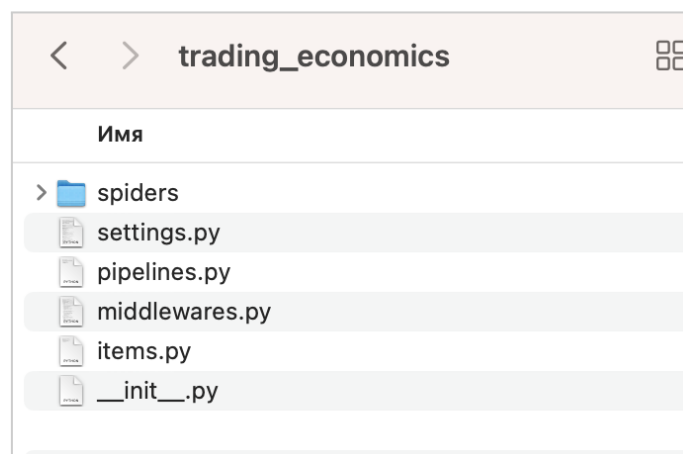 trading_economics
Имя
spiders
settings.py
pipelines.py
middlewares.py
items.py
__init__.py